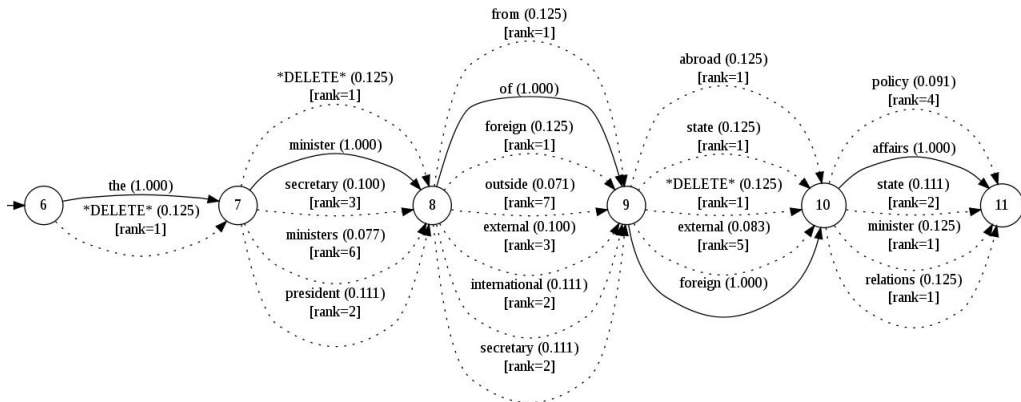 6
the (1.000)
*DELETE* (0.125)
[rank=1]
7
*DELETE* (0.125)
[rank=1]
minister (1.000)
secretary (0.100)
[rank=3]
ministers (0.077)
[rank=6]
president (0.111)
[rank=2]
8
from (0.125)
[rank=1]
of (1.000)
foreign (0.125)
[rank=1]
outside (0.071)
[rank=7]
external (0.100)
[rank=3]
international (0.111)
[rank=2]
secretary (0.111)
[rank=2]
9
abroad (0.125)
[rank=1]
state (0.125)
[rank=1]
*DELETE* (0.125)
[rank=1]
external (0.083)
[rank=5]
foreign (1.000)
10
policy (0.091)
[rank=4]
affairs (1.000)
state (0.111)
[rank=2]
minister (0.125)
[rank=1]
relations (0.125)
[rank=1]
11